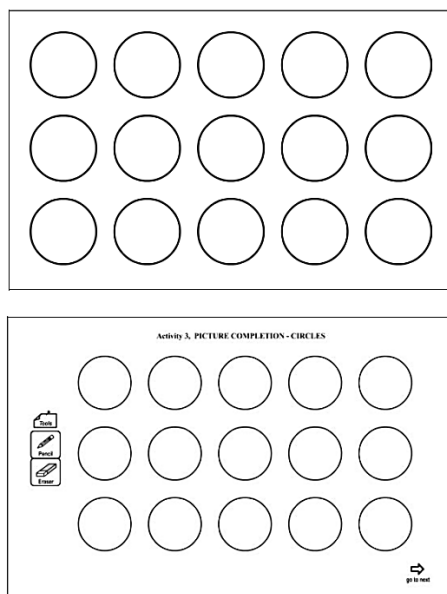 Activity 3, PICTURE COMPLETION - CIRCLES
Tools
Pencil
Eraser
go to next